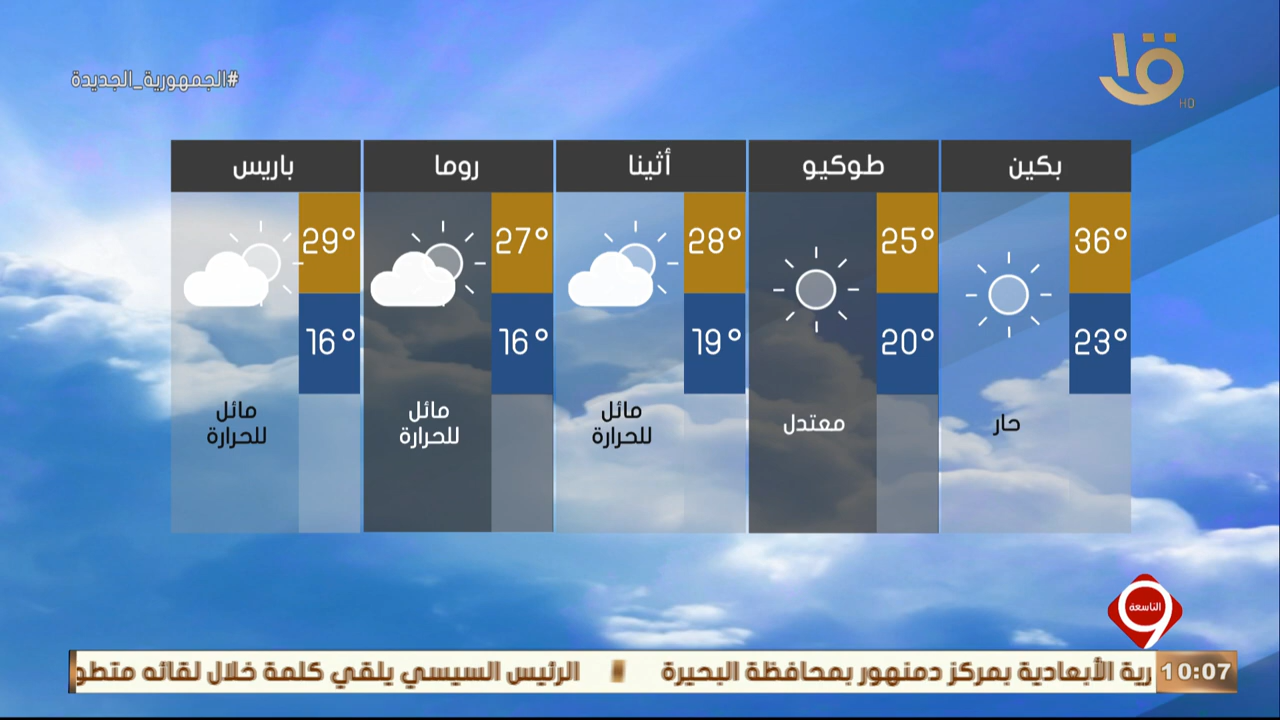 #الجمهورية_الجديدة
HD
بكين
36°
23°
حار
طوكيو
25°
20°
معتدل
أثينا
28°
19°
مائل
للحرارة
روما
27°
16°
مائل
للحرارة
باريس
29°
16°
مائل
للحرارة
التاسعة
9
10:07
رية الأبعادية بمركز دمنهور بمحافظة البحيرة
الرئيس السيسي يلقي كلمة خلال لقائه متطو